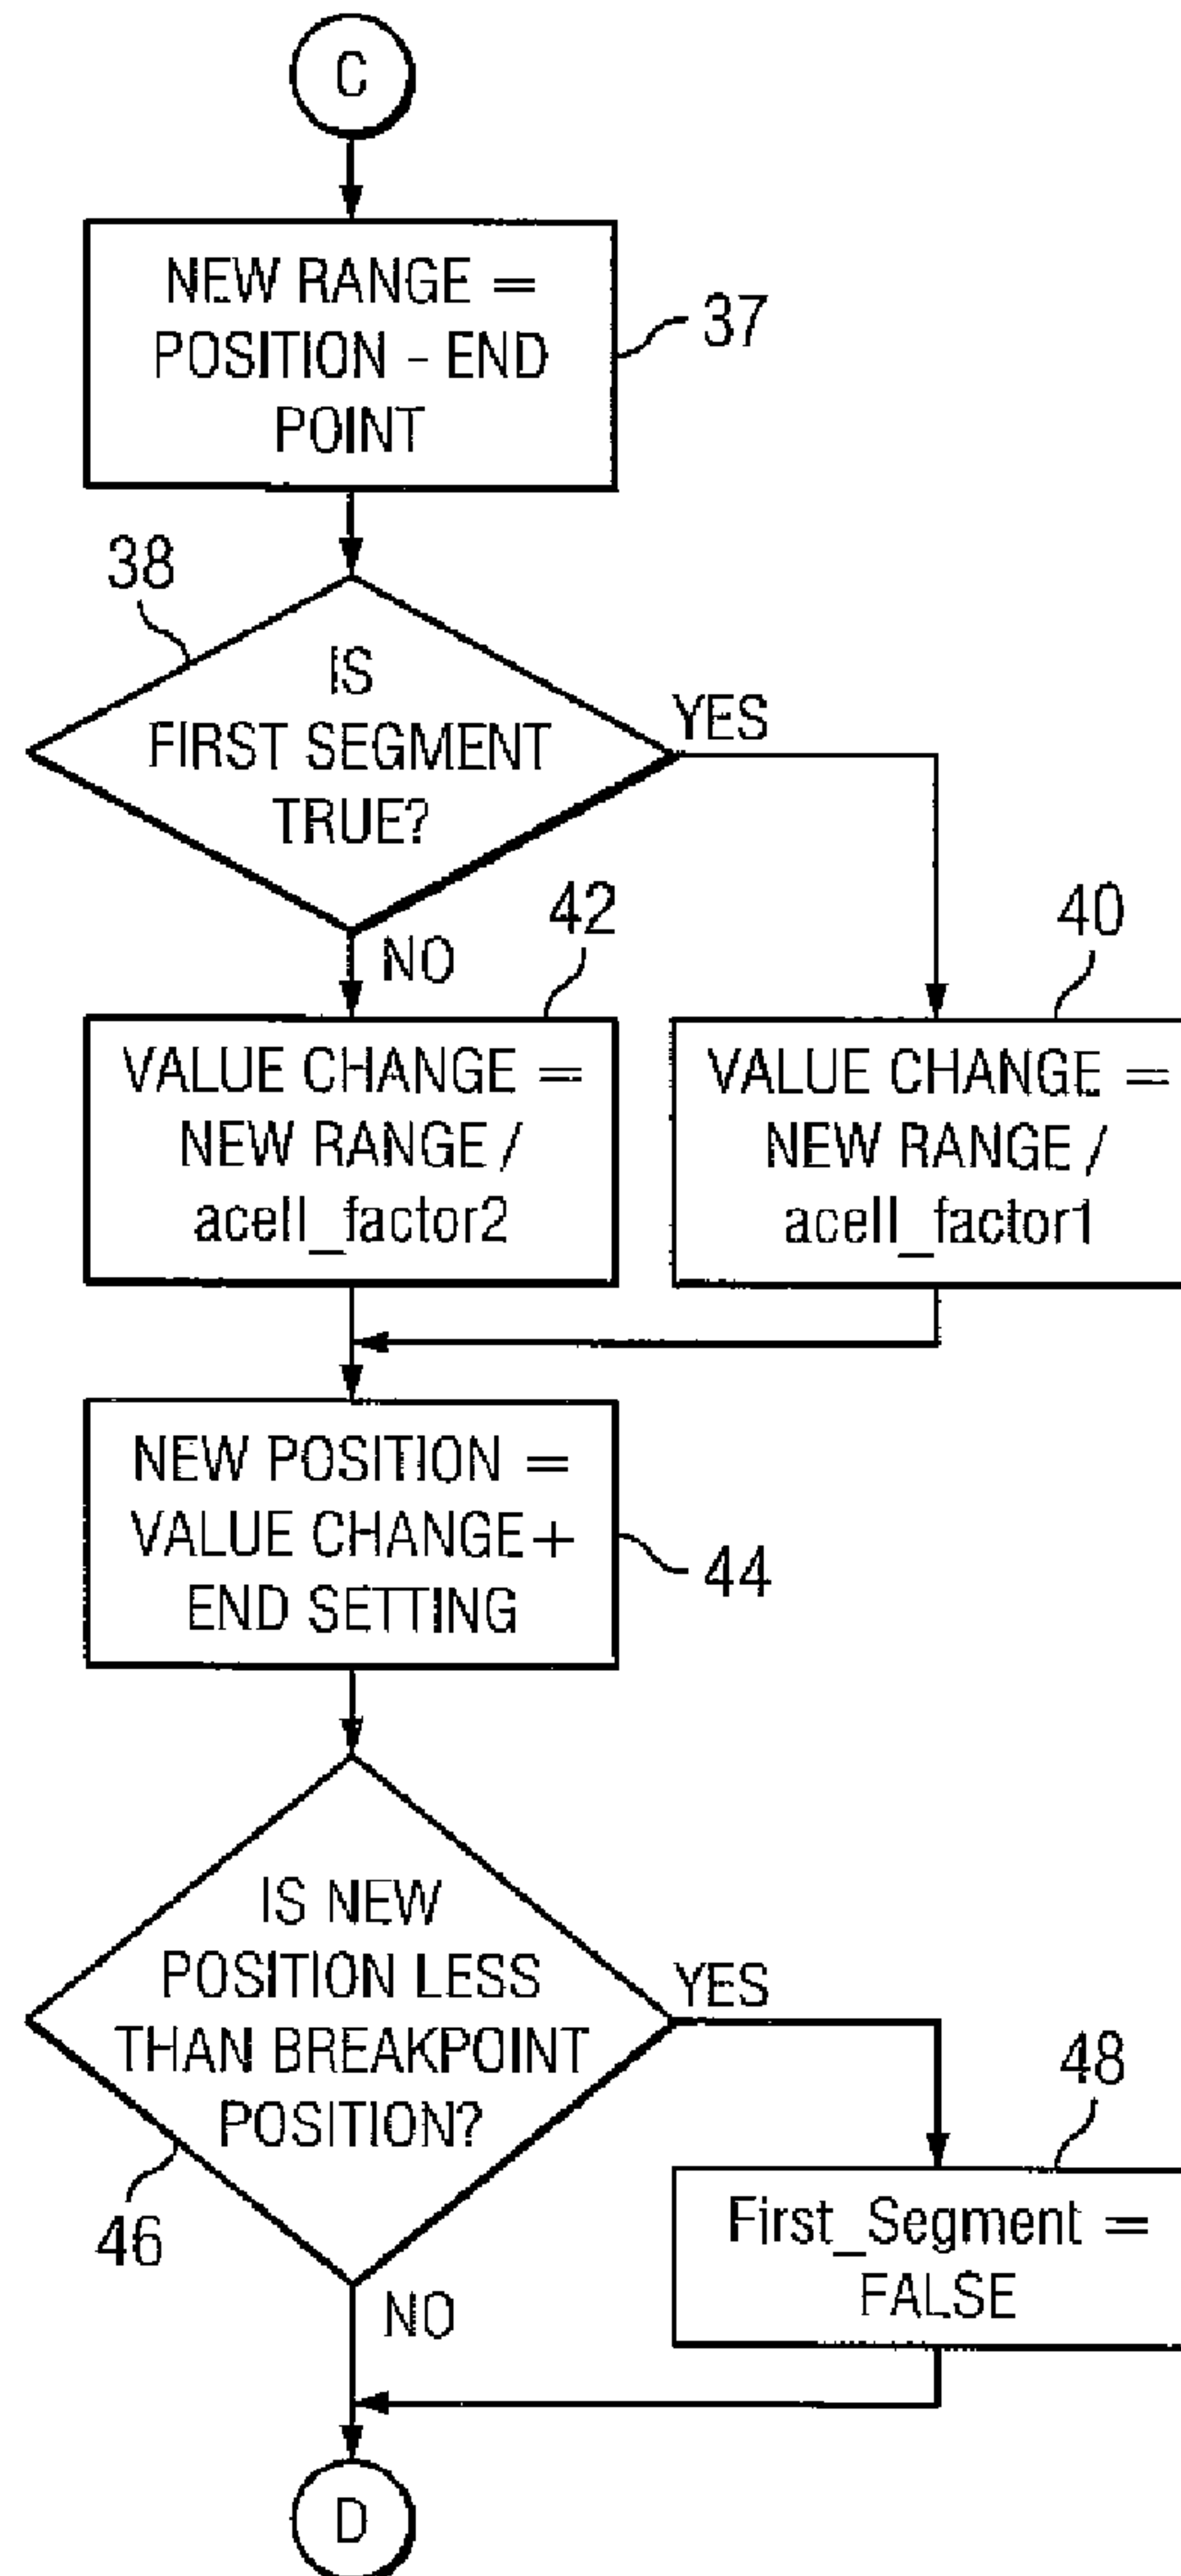 C
NEW RANGE =
POSITION - END
POINT
37
38
IS
FIRST SEGMENT
TRUE?
YES
NO
42
VALUE CHANGE =
NEW RANGE /
acell_factor2
40
VALUE CHANGE =
NEW RANGE /
acell_factor1
NEW POSITION =
VALUE CHANGE +
END SETTING
44
IS NEW
POSITION LESS
THAN BREAKPOINT
POSITION?
YES
46
NO
48
First_Segment =
FALSE
D